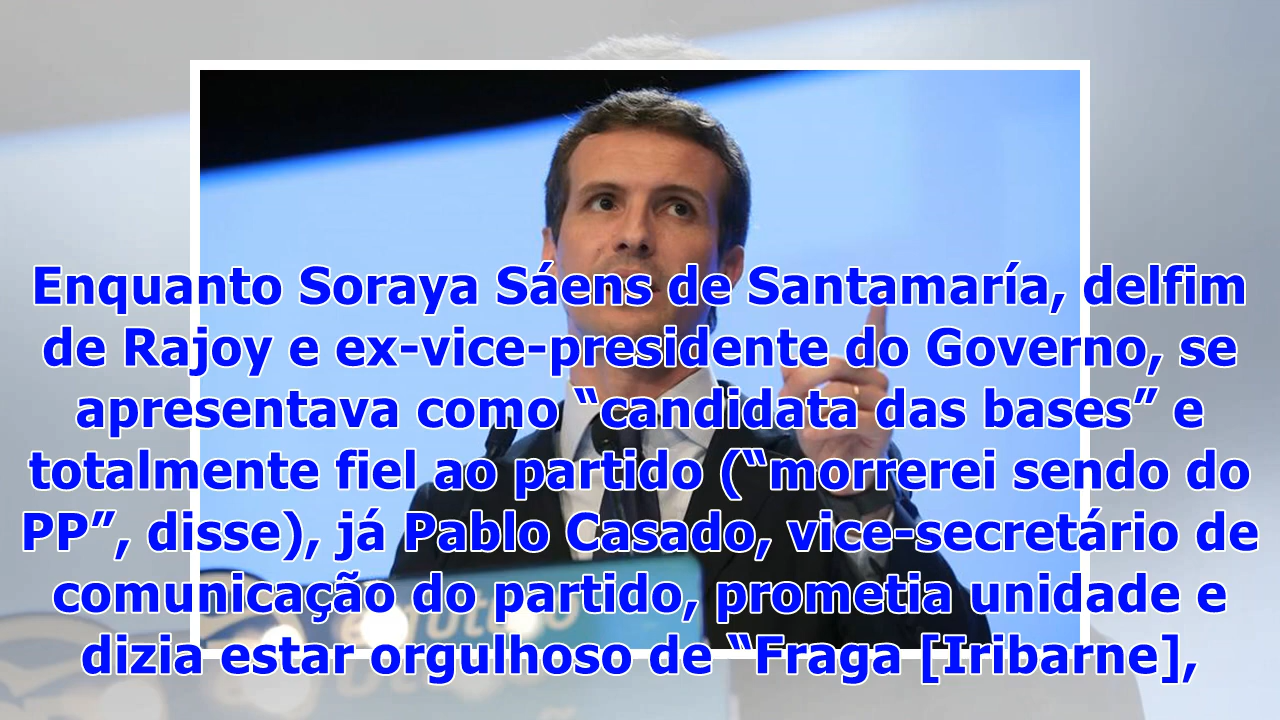 Enquanto Soraya Sáens de Santamaría, delfim
de Rajoy e ex-vice-presidente do Governo, se
apresentava como “candidata das bases” e
totalmente fiel ao partido (“morrerei sendo do
PP”, disse), já Pablo Casado, vice-secretário de
comunicação do partido, prometia unidade e
dizia estar orgulhoso de “Fraga [Iribarne],